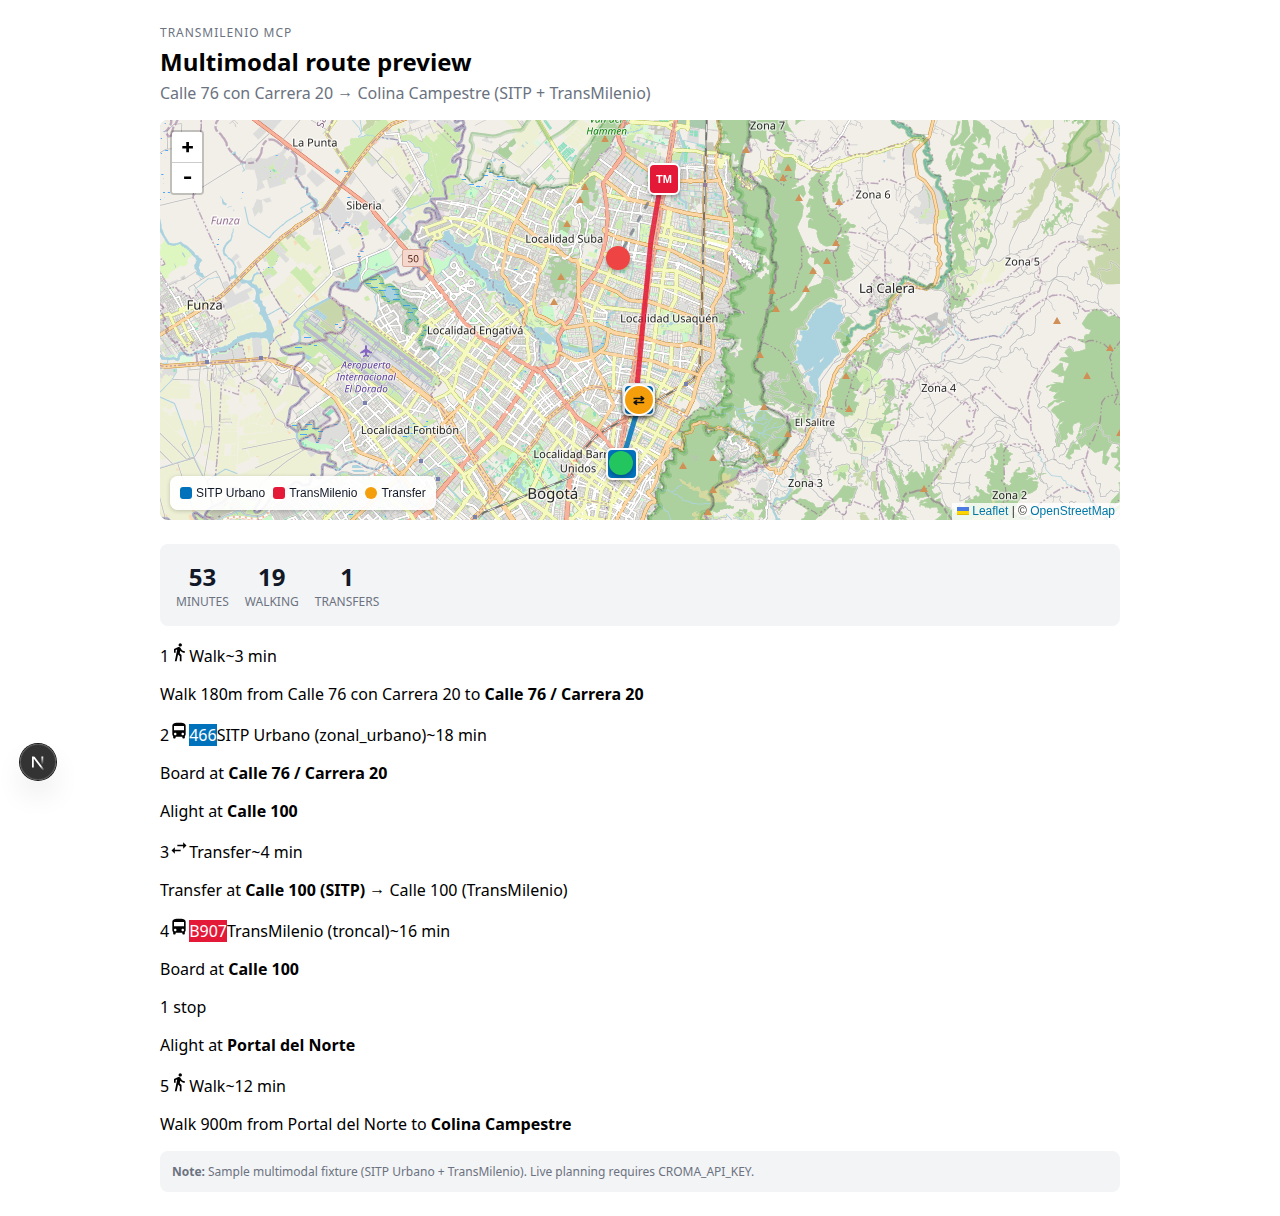 TRANSMILENIO MCP
Multimodal route preview
Calle 76 con Carrera 20 → Colina Campestre (SITP + TransMilenio)
Hammen
Zona 7
La Punta
+
-
TM
Zona 6
Siberia
Funza
Localidad Suba
50
Zona 5
La Calera
Funza
Localidad Usaquén
Localidad Engativá
Aeropuerto
Internacional
El Dorado
Zona 4
⇄
El Salitre
Localidad Fontibón
Localidad Bar
Unidos
Zona 3
Bogotá
Zona 2
SITP Urbano
TransMilenio
Transfer
Leaflet | © OpenStreetMap
53
MINUTES
19
WALKING
1
TRANSFERS
1 Walk~3 min
Walk 180m from Calle 76 con Carrera 20 to Calle 76 / Carrera 20
2 466SITP Urbano (zonal_urbano)~18 min
Board at Calle 76 / Carrera 20
Alight at Calle 100
3 Transfer~4 min
Transfer at Calle 100 (SITP) → Calle 100 (TransMilenio)
4 B907TransMilenio (troncal)~16 min
Board at Calle 100
1 stop
Alight at Portal del Norte
5 Walk~12 min
Walk 900m from Portal del Norte to Colina Campestre
Note: Sample multimodal fixture (SITP Urbano + TransMilenio). Live planning requires CROMA_API_KEY.
N